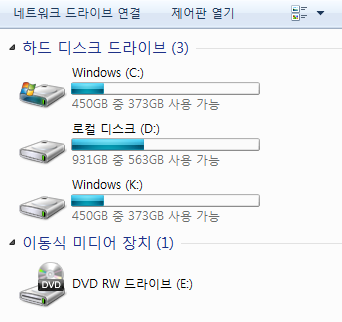 네트워크 드라이브 연결 제어판 열기
하드 디스크 드라이브 (3)
Windows (C:)
450GB 중 373GB 사용 가능
로컬 디스크 (D:)
931GB 중 563GB 사용 가능
Windows (K:)
450GB 중 373GB 사용 가능
이동식 미디어 장치 (1)
DVD
DVD RW 드라이브 (E:)